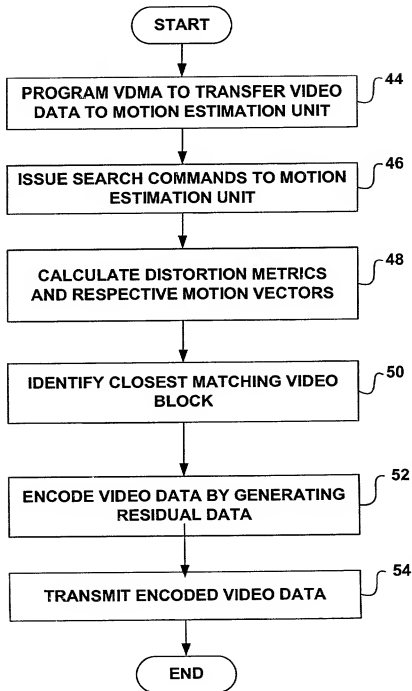 START
PROGRAM VDMA TO TRANSFER VIDEO
DATA TO MOTION ESTIMATION UNIT
44
ISSUE SEARCH COMMANDS TO MOTION
ESTIMATION UNIT
46
CALCULATE DISTORTION METRICS
AND RESPECTIVE MOTION VECTORS
48
IDENTIFY CLOSEST MATCHING VIDEO
BLOCK
50
ENCODE VIDEO DATA BY GENERATING
RESIDUAL DATA
52
TRANSMIT ENCODED VIDEO DATA
54
END